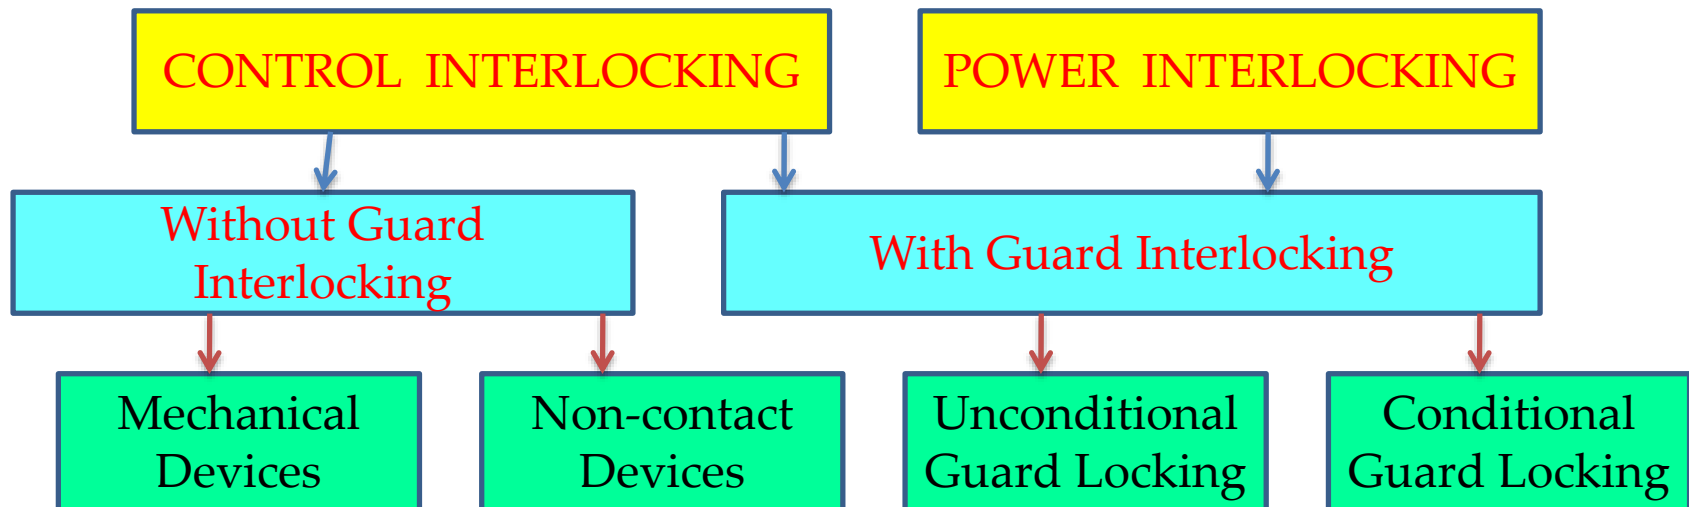 CONTROL INTERLOCKING
POWER INTERLOCKING
Without Guard
Interlocking
With Guard Interlocking
Mechanical
Devices
Non-contact
Devices
Unconditional
Guard Locking
Conditional
Guard Locking